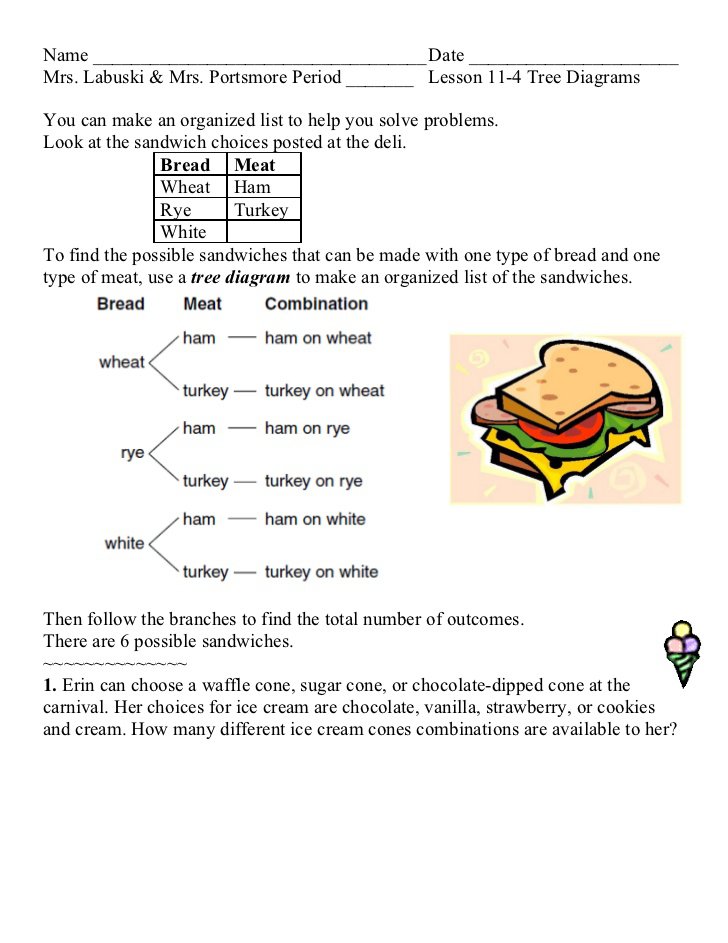 Name ___________________________________Date ______________________
Mrs. Labuski & Mrs. Portsmore Period _______ Lesson 11-4 Tree Diagrams
You can make an organized list to help you solve problems.
Look at the sandwich choices posted at the deli.
Bread Meat
Wheat Ham
Rye Turkey
White
To find the possible sandwiches that can be made with one type of bread and one
type of meat, use a tree diagram to make an organized list of the sandwiches.
Bread Meat Combination
ham ham on wheat
wheat
turkey turkey on wheat
ham ham on rye
rye
turkey turkey on rye
ham ham on white
white
turkey turkey on white
Then follow the branches to find the total number of outcomes.
There are 6 possible sandwiches.
~~~~~~~~~~~~~~
1. Erin can choose a waffle cone, sugar cone, or chocolate-dipped cone at the
carnival. Her choices for ice cream are chocolate, vanilla, strawberry, or cookies
and cream. How many different ice cream cones combinations are available to her?